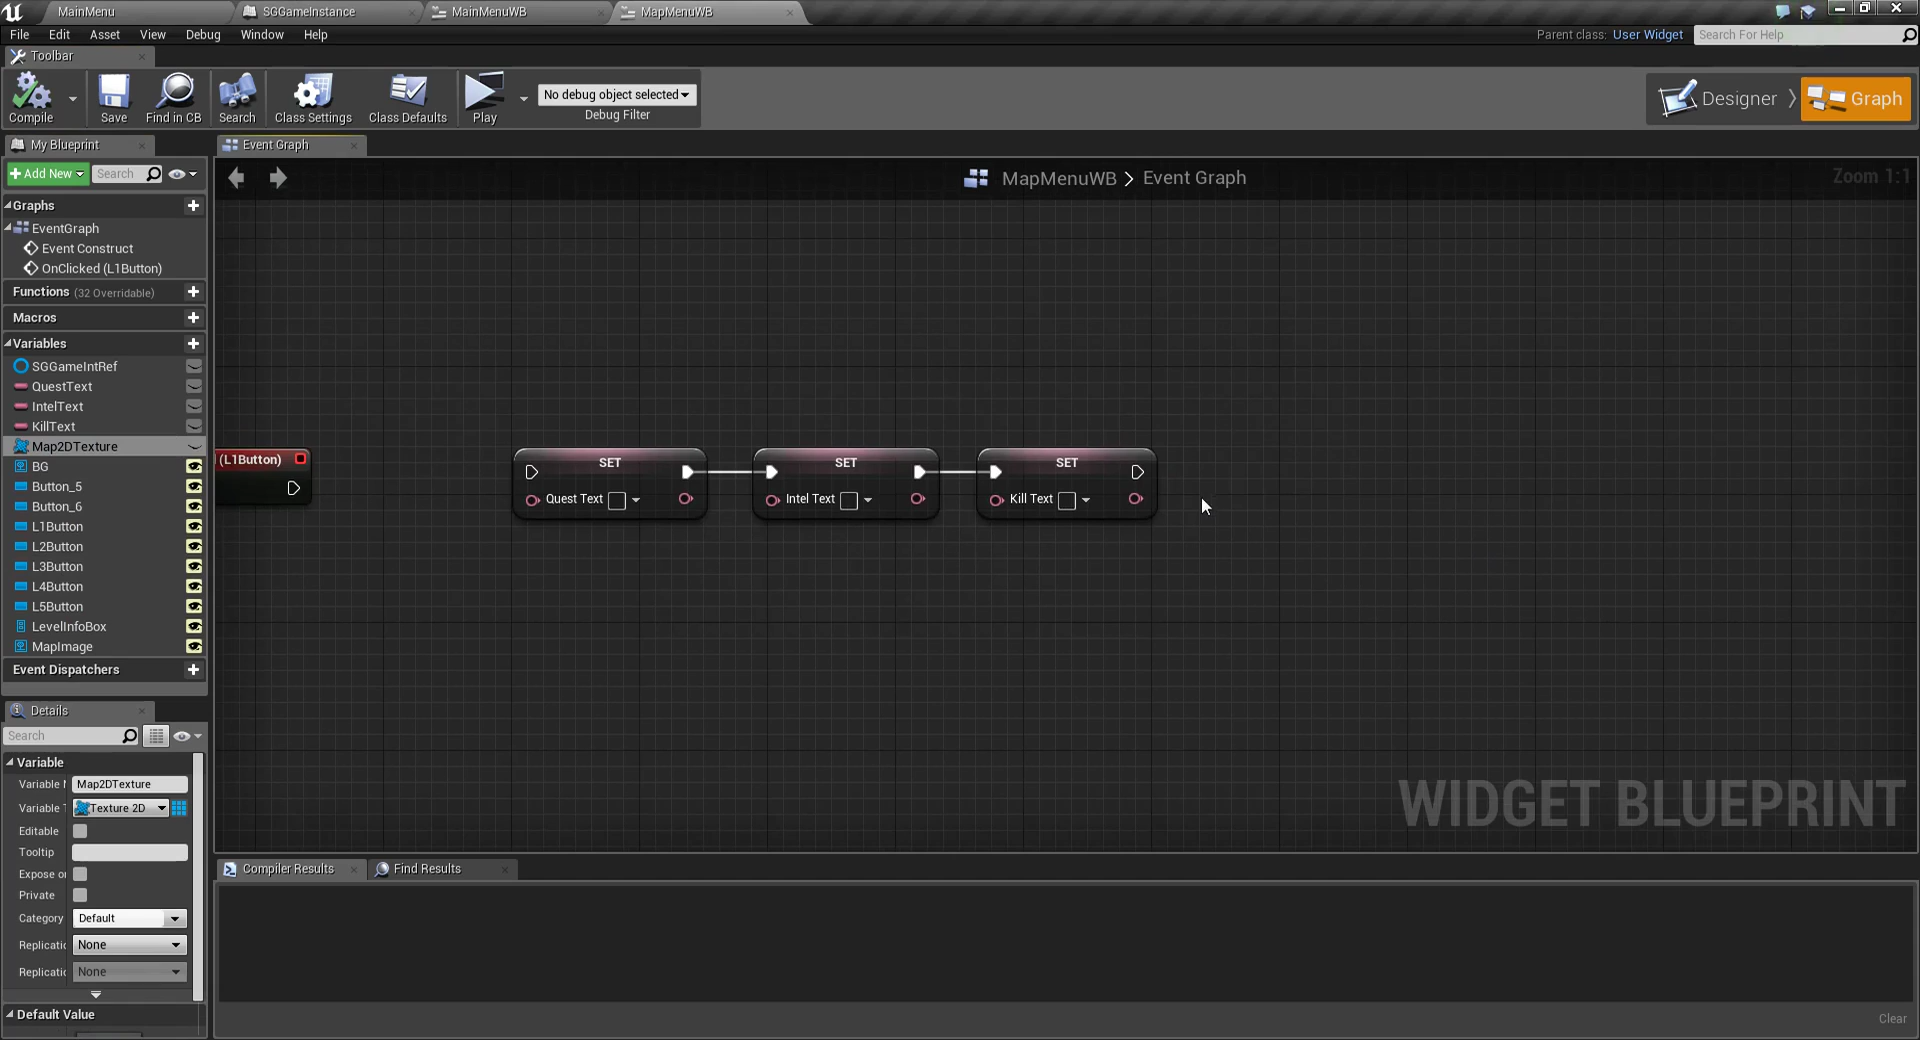 MainMenu
SGGameInstance
MainMenuWB
MapMenuWB
File Edit Asset View Debug Window Help
Parent class: User Widget
Search For Help
Toolbar
Compile
Save
Find in CB
Search
Class Settings
Class Defaults
Play
No debug object selected
Debug Filter
Designer
Graph
My Blueprint
Event Graph
Add New
Search
MapMenuWB > Event Graph
Zoom 1:1
Graphs
EventGraph
Event Construct
OnClicked (L1Button)
Functions (32 Overridable)
Macros
Variables
SGGameIntRef
QuestText
IntelText
KillText
Map2DTexture
BG
Button_5
Button_6
L1Button
L2Button
L3Button
L4Button
L5Button
LevelInfoBox
MapImage
Event Dispatchers
(L1Button)
SET
Quest Text
SET
Intel Text
SET
Kill Text
WIDGET BLUEPRINT
Details
Search
Variable
Variable N Map2DTexture
Variable T Texture 2D
Editable
Tooltip
Expose o
Private
Category Default
Replicatic None
Replicatic None
Default Value
Compiler Results
Find Results
Clear